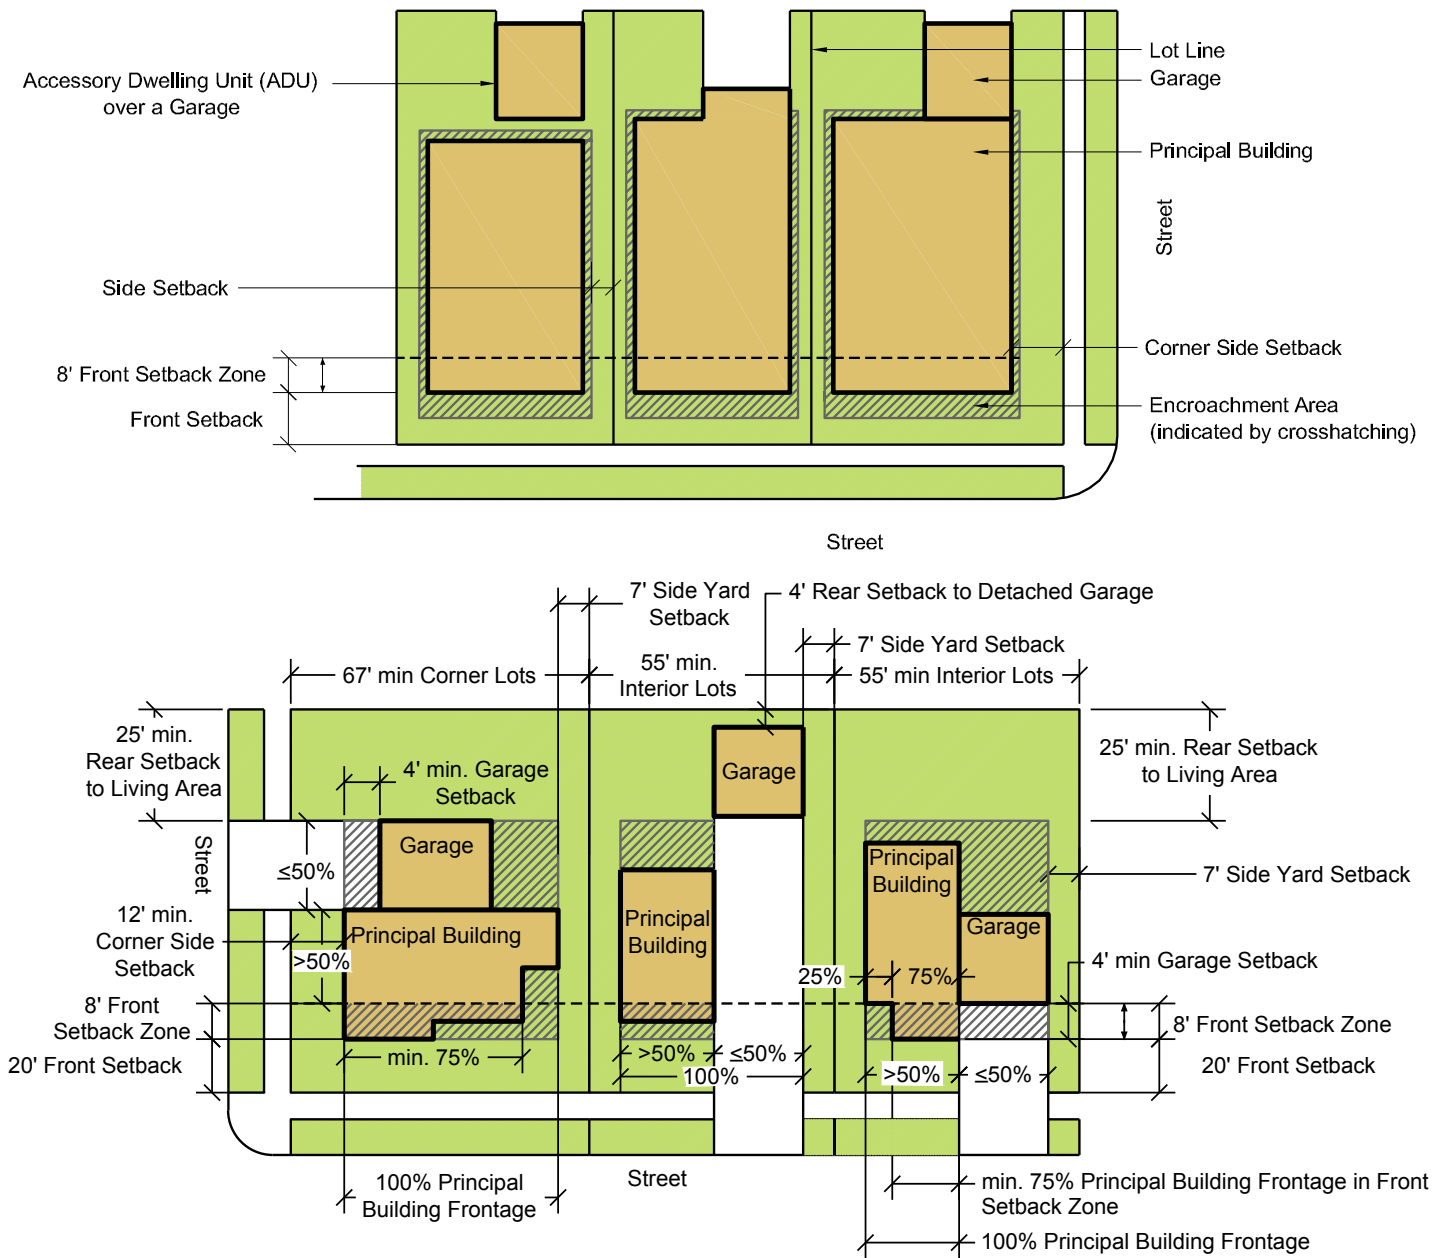 Accessory Dwelling Unit (ADU)
over a Garage
Lot Line
Garage
Principal Building
Street
Side Setback
Corner Side Setback
8' Front Setback Zone
Front Setback
Encroachment Area
(indicated by crosshatching)
Street
7' Side Yard
Setback
4' Rear Setback to Detached Garage
7' Side Yard Setback
67' min Corner Lots
55' min.
Interior Lots
55' min Interior Lots
25' min.
Rear Setback
to Living Area
4' min. Garage
Setback
Garage
25' min. Rear Setback
to Living Area
Street
≤50%
Garage
Principal
Building
7' Side Yard Setback
12' min.
Corner Side
Setback
>50%
Principal Building
Principal
Building
Garage
25%
75%
4' min Garage Setback
8' Front
Setback Zone
8' Front Setback Zone
20' Front Setback
min. 75%
>50%
≤50%
100%
>50%
≤50%
20' Front Setback
Street
100% Principal
Building Frontage
min. 75% Principal Building Frontage in Front
Setback Zone
100% Principal Building Frontage